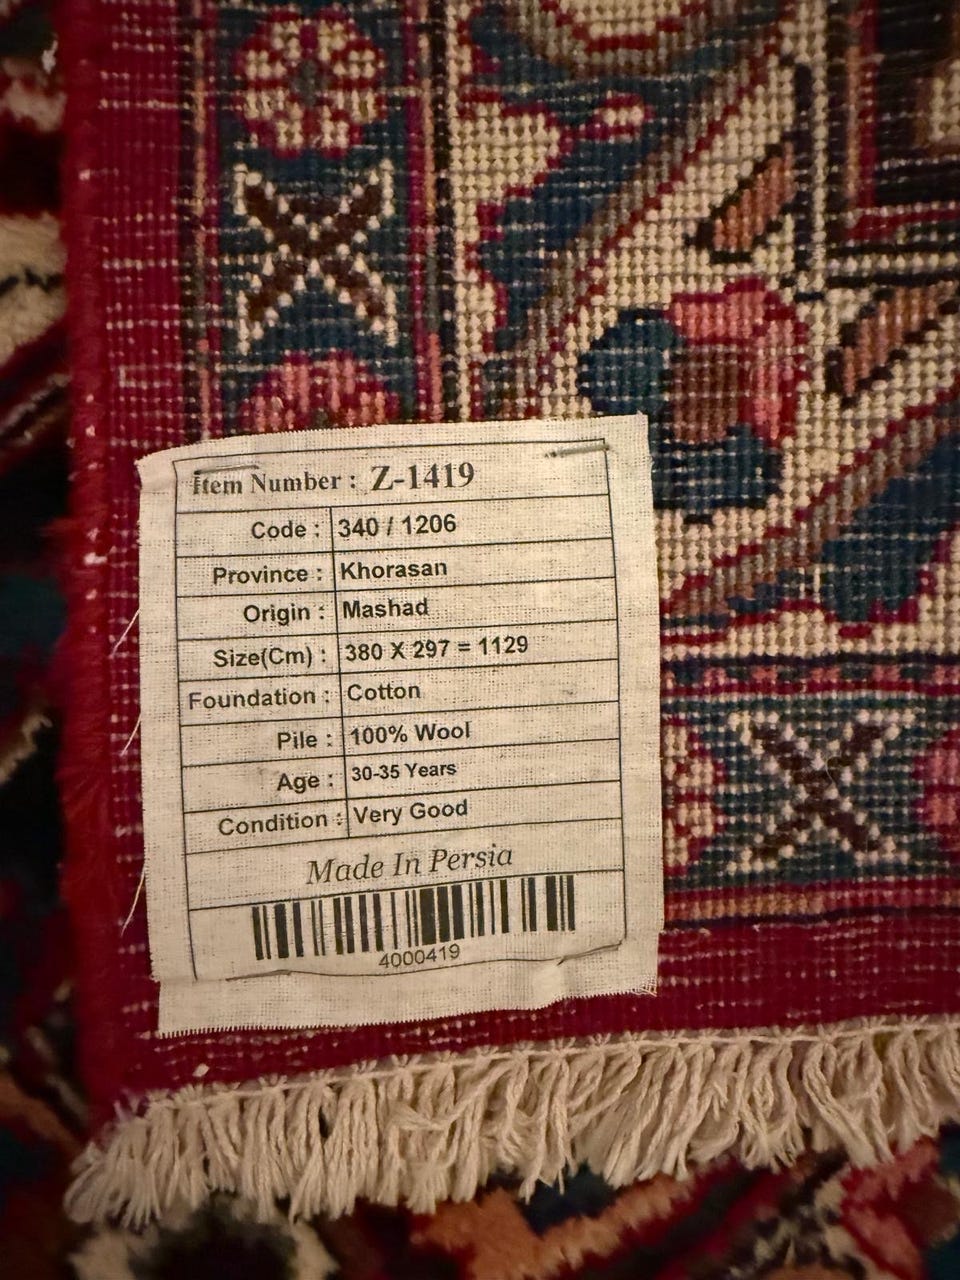 Item Number : Z-1419
Code : 340 / 1206
Province : Khorasan
Origin : Mashad
Size(Cm) : 380 X 297 = 1129
Foundation : Cotton
Pile : 100% Wool
Age : 30-35 Years
Condition : Very Good
Made In Persia
4000419